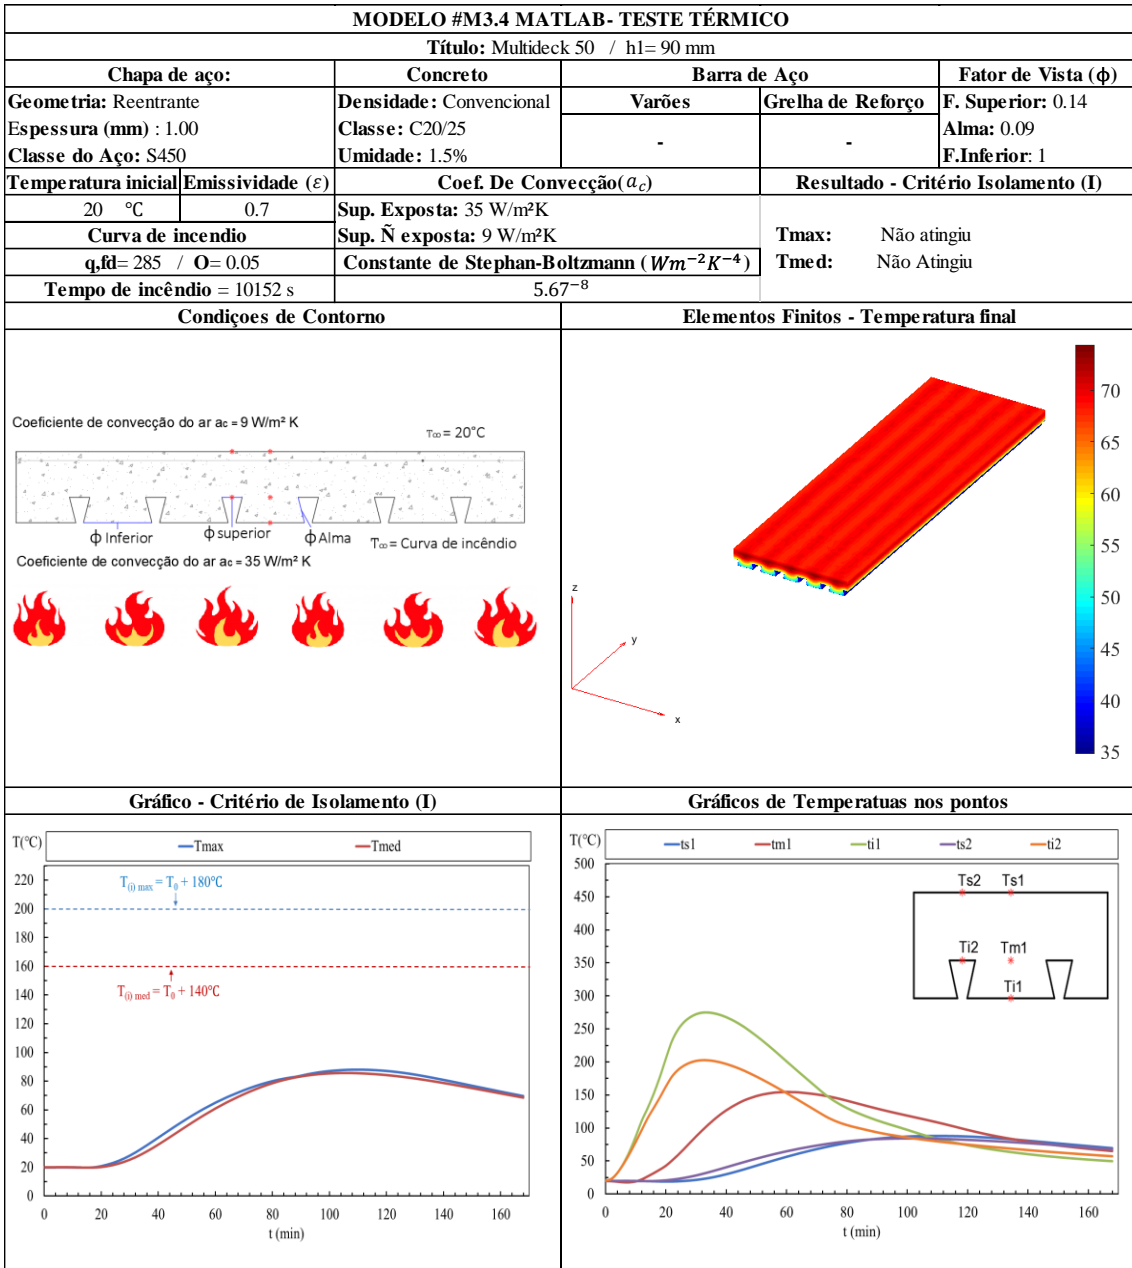 MODELO #M3.4 MATLAB- TESTE TÉRMICO
Título: Multideck 50 / h1= 90 mm
Chapa de aço:
Concreto
Barra de Aço
Fator de Vista (ϕ)
Geometria: Reentrante
Espessura (mm) : 1.00
Classe do Aço: S450
Densidade: Convencional
Classe: C20/25
Umidade: 1.5%
Varões
-
Grelha de Reforço
-
F. Superior: 0.14
Alma: 0.09
F.Inferior: 1
Temperatura inicial
Emissividade (ε)
Coef. De Convecção(a_c)
Resultado - Critério Isolamento (I)
20 °C
0.7
Sup. Exposta: 35 W/m²K
Sup. Ñ exposta: 9 W/m²K
Tmax: Não atingiu
Tmed: Não Atingiu
Curva de incendio
q,fd= 285 / O= 0.05
Constante de Stephan-Boltzmann (Wm⁻²K⁻⁴)
Tempo de incêndio = 10152 s
5.67⁻⁸
Condiçoes de Contorno
Elementos Finitos - Temperatura final
Coeficiente de convecção do ar ac = 9 W/m² K
T∞ = 20°C
ϕ Inferior
ϕ superior
ϕ Alma
T∞ = Curva de incêndio
Coeficiente de convecção do ar ac = 35 W/m² K
z
y
x
70
65
60
55
50
45
40
35
Gráfico - Critério de Isolamento (I)
Gráficos de Temperatuas nos pontos
T(°C)
Tmax
Tmed
T(i) max = T0 + 180℃
T(i) med = T0 + 140℃
220
200
180
160
140
120
100
80
60
40
20
0
0 20 40 60 80 100 120 140 160
t (min)
T(°C)
ts1
tm1
ti1
ts2
ti2
500
450
400
350
300
250
200
150
100
50
0
Ts2
Ts1
Ti2
Tm1
Ti1
0 20 40 60 80 100 120 140 160
t (min)